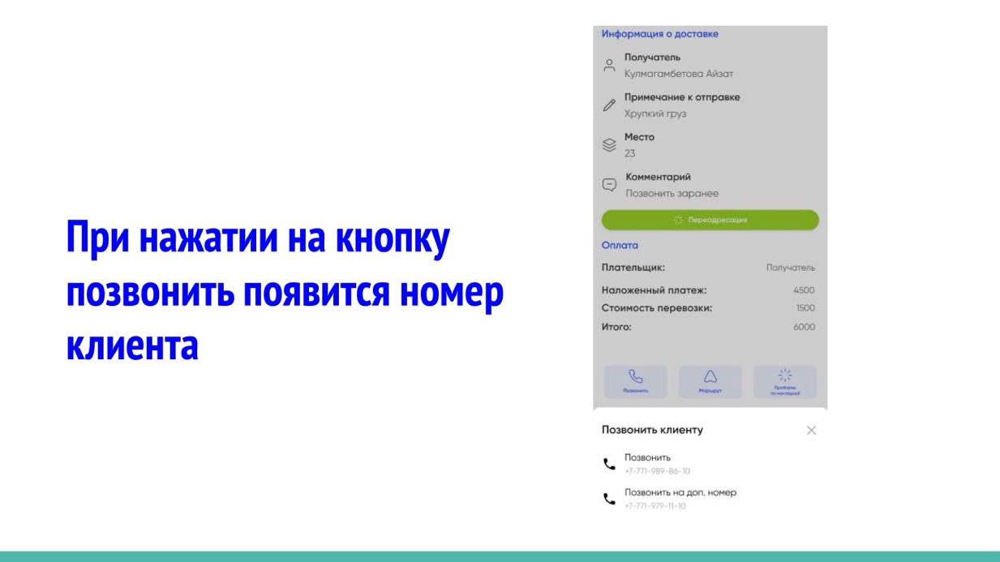 При нажатии на кнопку
позвонить появится номер
клиента
Информация о доставке
Получатель
Кулмагамбетова Айзат
Примечание к отправке
Хрупкий груз
Место
23
Комментарий
Позвонить заранее
Переадресация
Оплата
Плательщик: Получатель
Наложенный платеж: 4500
Стоимость перевозки: 1500
Итого: 6000
Позвонить
Маршрут
Проблемы
по накладной
Позвонить клиенту
Позвонить
+7-771-989-86-10
Позвонить на доп. номер
+7-771-979-11-10